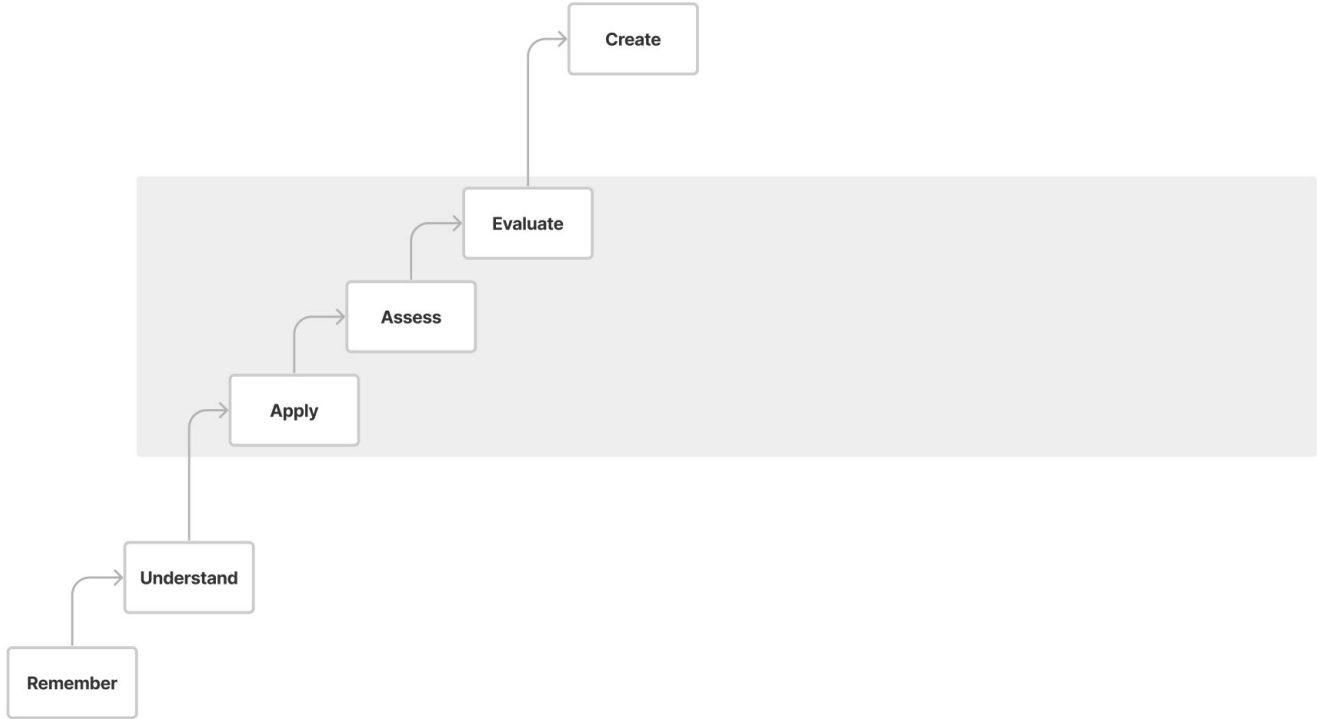 Create
Evaluate
Assess
Apply
Understand
Remember